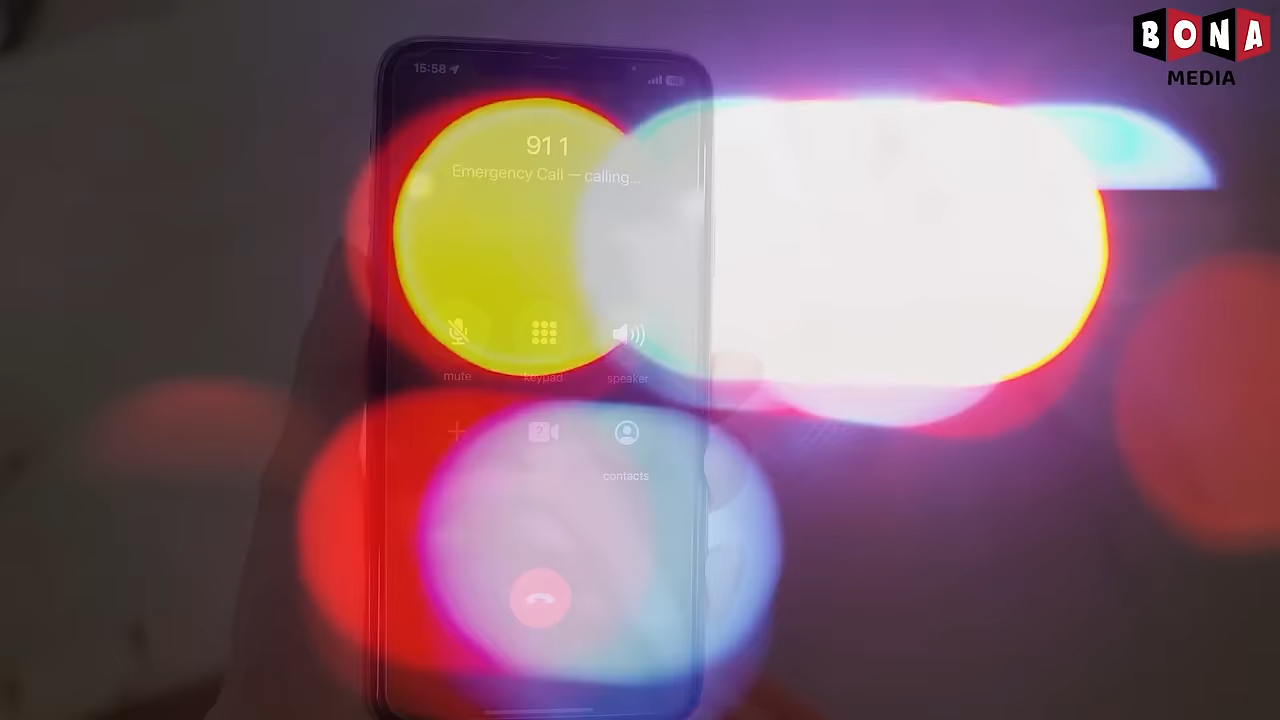 BONA
MEDIA
15:58
911
Emergency Call — calling...
mute
keypad
speaker
contacts